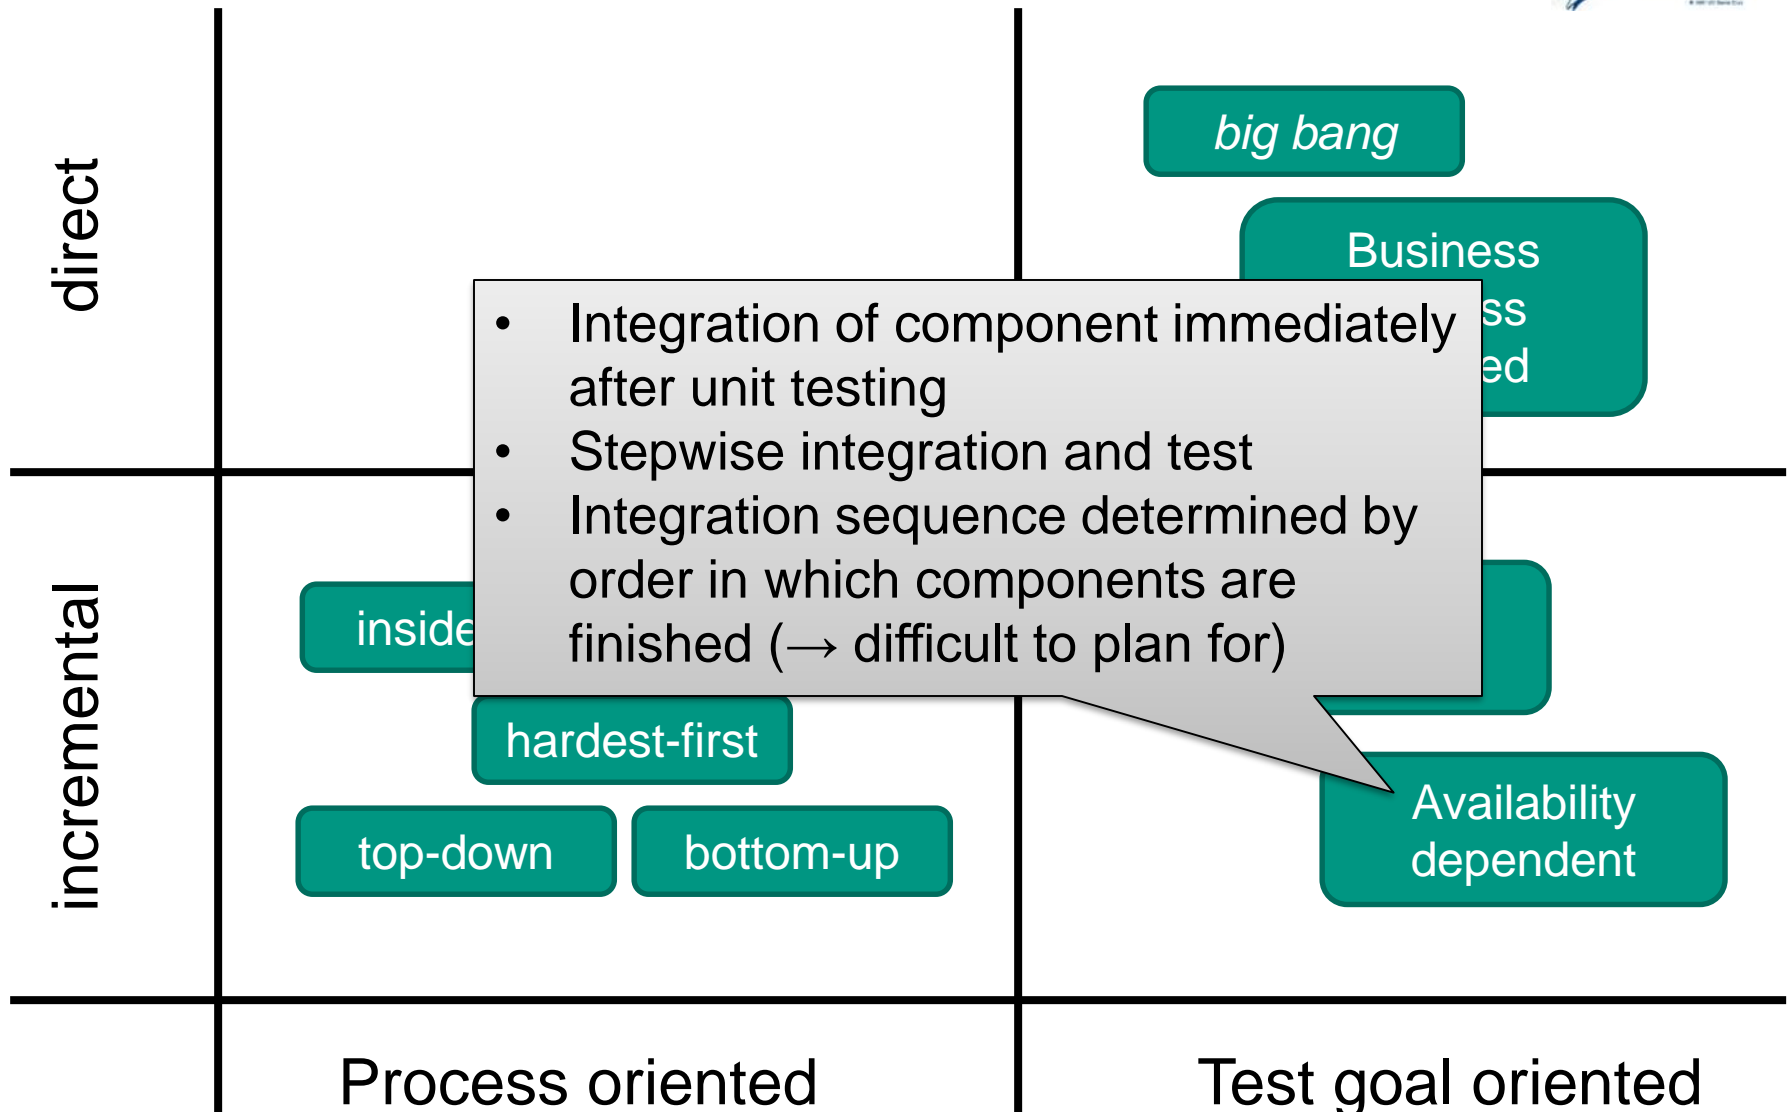 direct
big bang
Business
ss
ed
• Integration of component immediately
after unit testing
• Stepwise integration and test
• Integration sequence determined by
order in which components are
finished (→ difficult to plan for)
incremental
inside
hardest-first
top-down
bottom-up
Availability
dependent
Process oriented
Test goal oriented